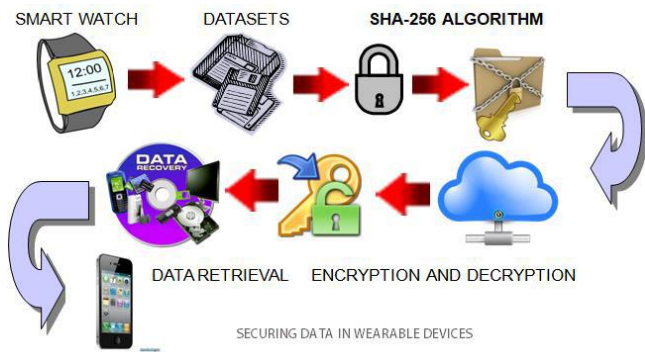 SMART WATCH
DATASETS
SHA-256 ALGORITHM
12:00
1,2,3,4,5,6,7
DATA
RECOVERY
DATA RETRIEVAL
ENCRYPTION AND DECRYPTION
SECURING DATA IN WEARABLE DEVICES